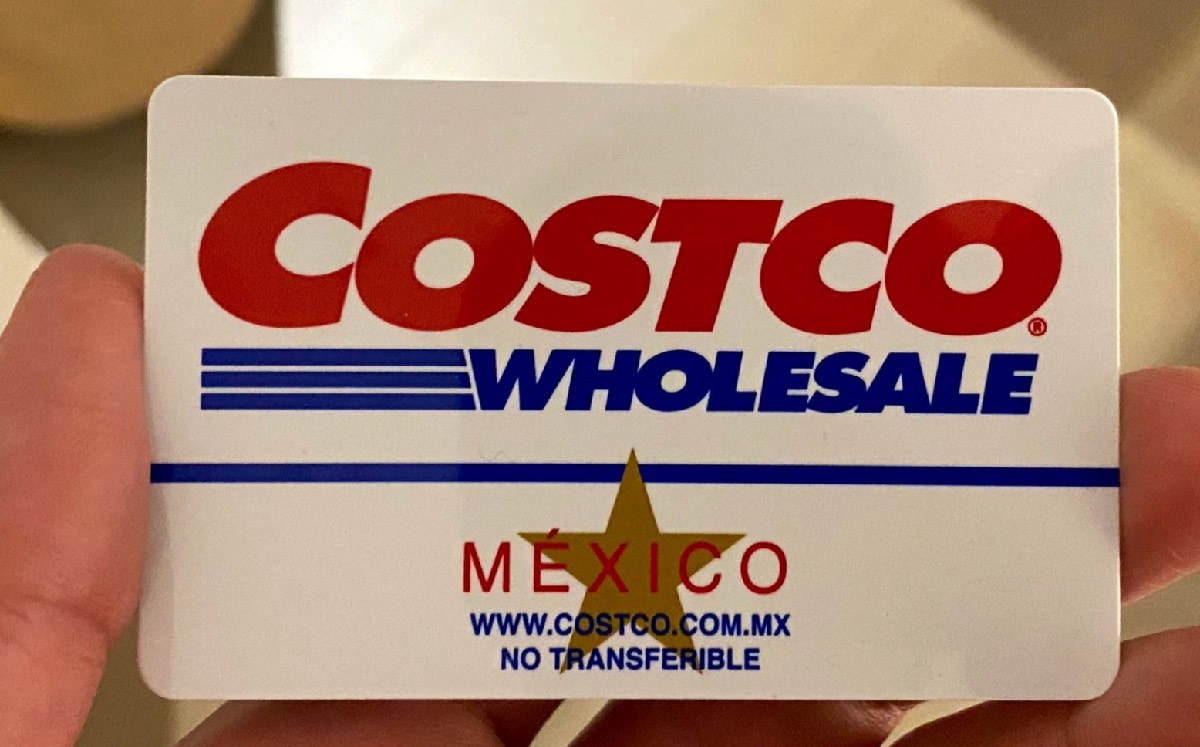 COSTCO®
WHOLESALE
MÉXICO
WWW.COSTCO.COM.MX
NO TRANSFERIBLE